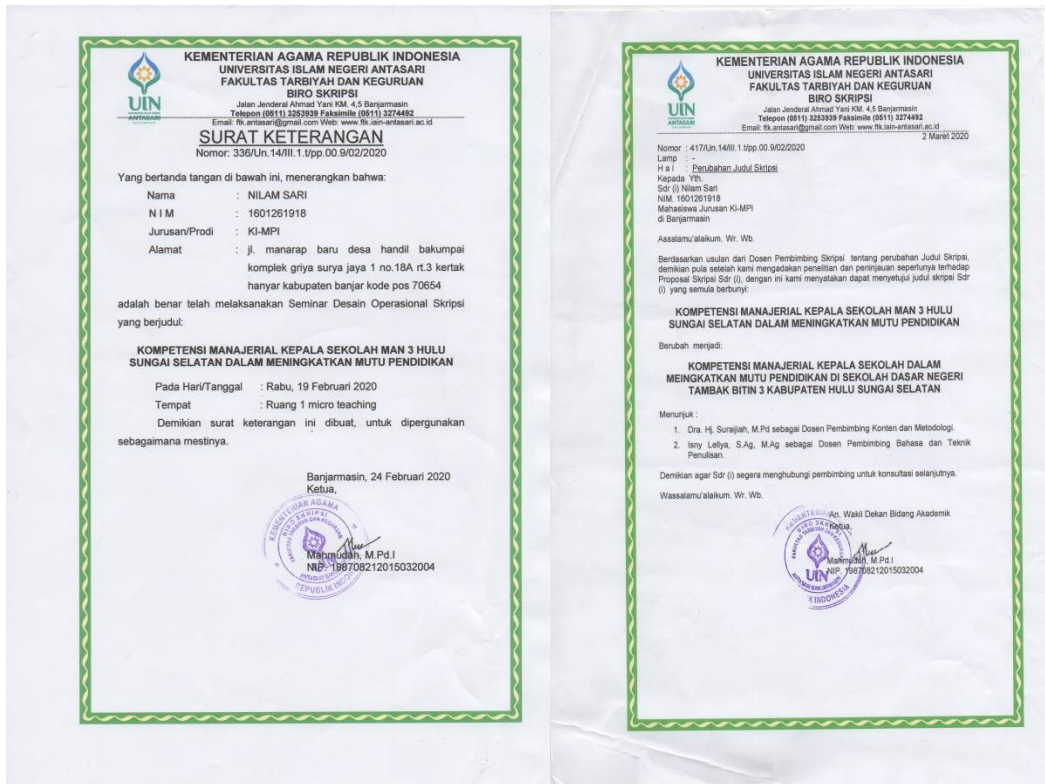 KEMENTERIAN AGAMA REPUBLIK INDONESIA
UNIVERSITAS ISLAM NEGERI ANTASARI
FAKULTAS TARBIYAH DAN KEGURUAN
BIRO SKRIPSI
Jalan Jenderal Ahmad Yani KM. 4,5 Banjarmasin
Telepon (0511) 3253939 Faksimile (0511) 3274492
Email: ftk.antasari@gmail.com Web: www.ftk.iain-antasari.ac.id
UIN
ANTASARI
SURAT KETERANGAN
Nomor: 336/Un.14/III.1.t/pp.00.9/02/2020
Yang bertanda tangan di bawah ini, menerangkan bahwa:
Nama : NILAM SARI
N I M : 1601261918
Jurusan/Prodi : KI-MPI
Alamat : jl. manarap baru desa handil bakumpai
komplek griya surya jaya 1 no.18A rt.3 kertak
hanyar kabupaten banjar kode pos 70654
adalah benar telah melaksanakan Seminar Desain Operasional Skripsi
yang berjudul:
KOMPETENSI MANAJERIAL KEPALA SEKOLAH MAN 3 HULU
SUNGAI SELATAN DALAM MENINGKATKAN MUTU PENDIDIKAN
Pada Hari/Tanggal : Rabu, 19 Februari 2020
Tempat : Ruang 1 micro teaching
Demikian surat keterangan ini dibuat, untuk dipergunakan
sebagaimana mestinya.
Banjarmasin, 24 Februari 2020
Ketua,
Mahmudah, M.Pd.I
NIP. 198708212015032004
KEMENTERIAN AGAMA REPUBLIK INDONESIA
UNIVERSITAS ISLAM NEGERI ANTASARI
FAKULTAS TARBIYAH DAN KEGURUAN
BIRO SKRIPSI
Jalan Jenderal Ahmad Yani KM. 4,5 Banjarmasin
Telepon (0511) 3253939 Faksimile (0511) 3274492
Email: ftk.antasari@gmail.com Web: www.ftk.iain-antasari.ac.id
UIN
ANTASARI
2 Maret 2020
Nomor : 417/Un.14/III.1.t/pp.00.9/02/2020
Lamp : -
H a l : Perubahan Judul Skripsi
Kepada Yth.
Sdr (i) Nilam Sari
NIM. 1601261918
Mahasiswa Jurusan KI-MPI
di Banjarmasin
Assalamu'alaikum. Wr. Wb.
Berdasarkan usulan dari Dosen Pembimbing Skripsi tentang perubahan Judul Skripsi,
demikian pula setelah kami mengadakan penelitian dan peninjauan seperlunya terhadap
Proposal Skripsi Sdr (i), dengan ini kami menyatakan dapat menyetujui judul skripsi Sdr
(i) yang semula berbunyi:
KOMPETENSI MANAJERIAL KEPALA SEKOLAH MAN 3 HULU
SUNGAI SELATAN DALAM MENINGKATKAN MUTU PENDIDIKAN
Berubah menjadi:
KOMPETENSI MANAJERIAL KEPALA SEKOLAH DALAM
MEINGKATKAN MUTU PENDIDIKAN DI SEKOLAH DASAR NEGERI
TAMBAK BITIN 3 KABUPATEN HULU SUNGAI SELATAN
Menunjuk :
1. Dra. Hj. Suraijiah, M.Pd sebagai Dosen Pembimbing Konten dan Metodologi.
2. Isny Lellya, S.Ag, M.Ag sebagai Dosen Pembimbing Bahasa dan Teknik
Penulisan.
Demikian agar Sdr (i) segera menghubungi pembimbing untuk konsultasi selanjutnya.
Wassalamu'alaikum. Wr. Wb.
An. Wakil Dekan Bidang Akademik
Ketua,
Mahmudah, M.Pd.I
NIP. 198708212015032004